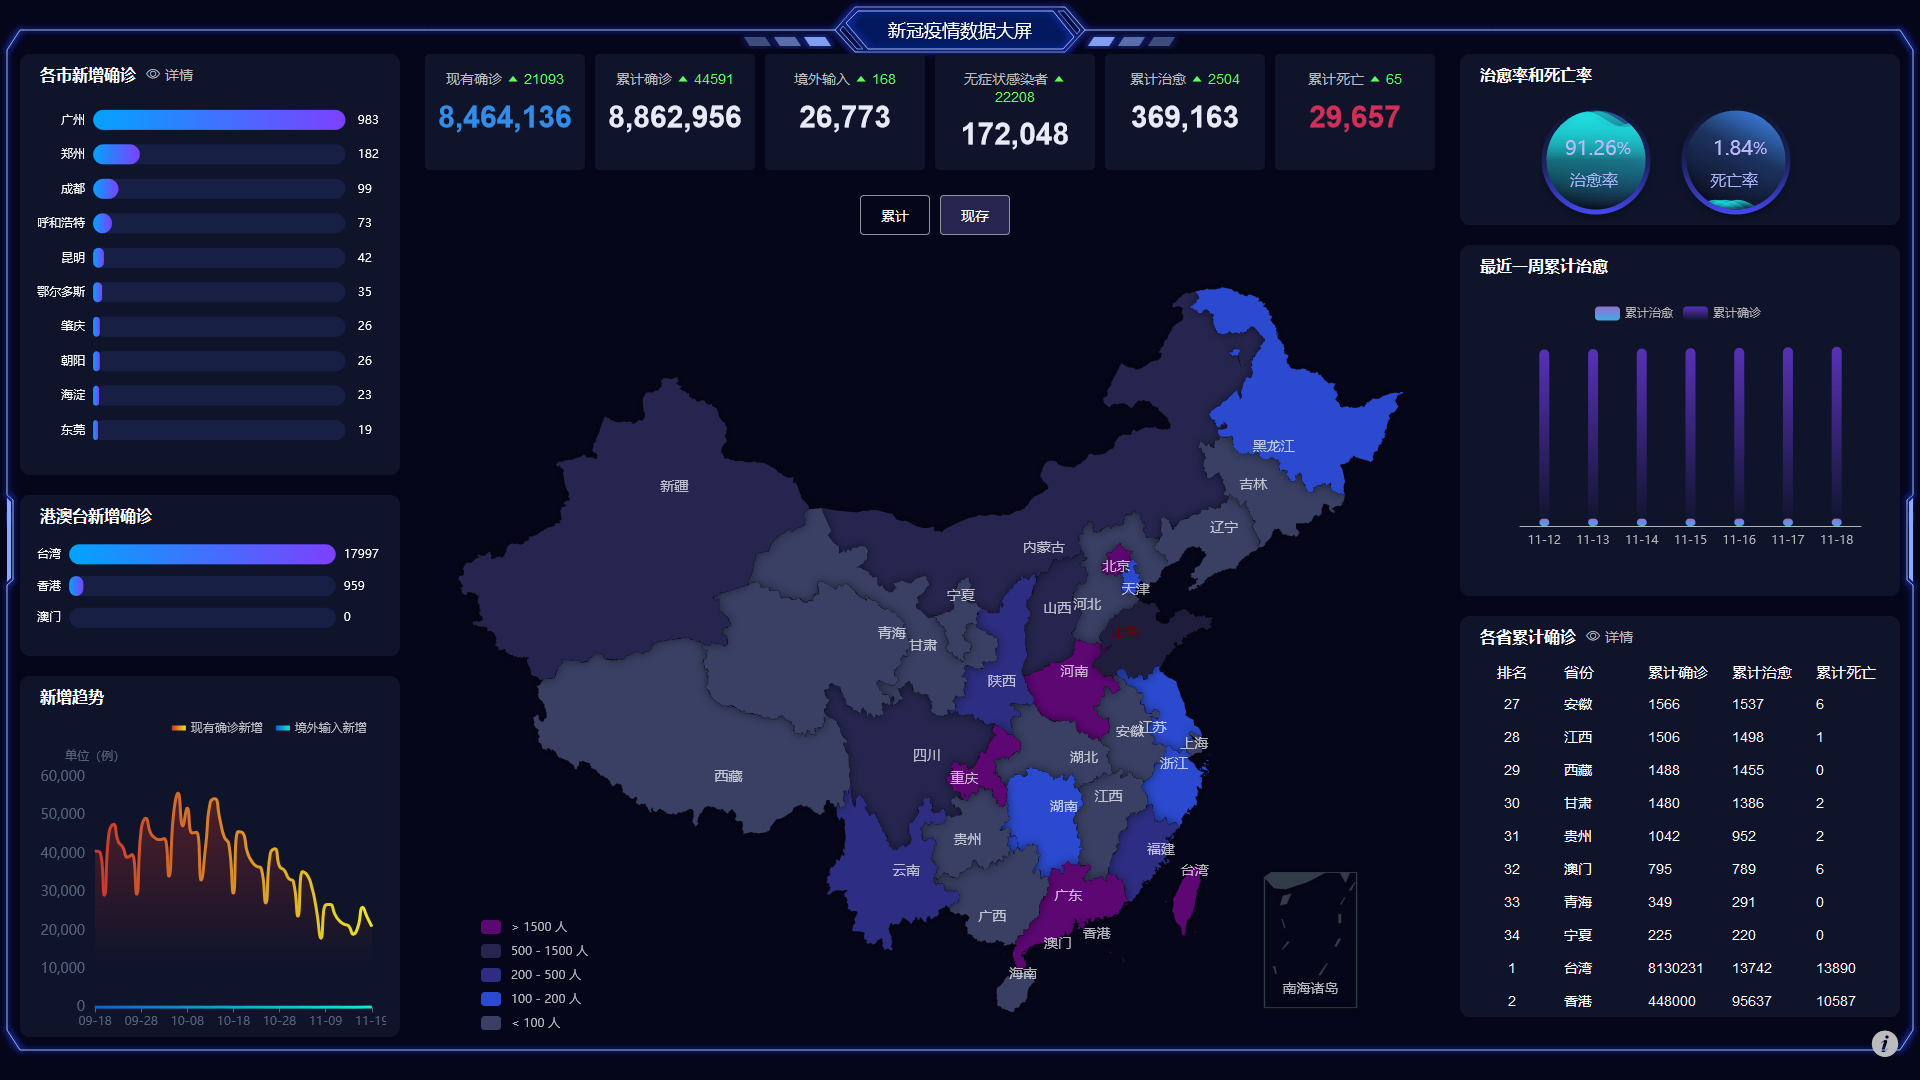 新冠疫情数据大屏
各市新增确诊 详情
广州 983
郑州 182
成都 99
呼和浩特 73
昆明 42
鄂尔多斯 35
肇庆 26
朝阳 26
海淀 23
东莞 19
港澳台新增确诊
台湾 17997
香港 959
澳门 0
新增趋势
现有确诊新增 境外输入新增
单位（例）
60,000
50,000
40,000
30,000
20,000
10,000
0
09-18 09-28 10-08 10-18 10-28 11-09 11-19
现有确诊 21093
8,464,136
累计确诊 44591
8,862,956
境外输入 168
26,773
无症状感染者
22208
172,048
累计治愈 2504
369,163
累计死亡 65
29,657
累计 现存
黑龙江
吉林
新疆
辽宁
内蒙古
北京
天津
宁夏
山西
河北
青海
甘肃
河南
陕西
江苏
安徽
上海
四川
湖北
浙江
西藏
重庆
江西
湖南
贵州
福建
云南
台湾
广东
广西
香港
澳门
海南
南海诸岛
> 1500 人
500 - 1500 人
200 - 500 人
100 - 200 人
< 100 人
治愈率和死亡率
91.26%
治愈率
1.84%
死亡率
最近一周累计治愈
累计治愈 累计确诊
11-12 11-13 11-14 11-15 11-16 11-17 11-18
各省累计确诊 详情
排名 省份 累计确诊 累计治愈 累计死亡
27 安徽 1566 1537 6
28 江西 1506 1498 1
29 西藏 1488 1455 0
30 甘肃 1480 1386 2
31 贵州 1042 952 2
32 澳门 795 789 6
33 青海 349 291 0
34 宁夏 225 220 0
1 台湾 8130231 13742 13890
2 香港 448000 95637 10587
i